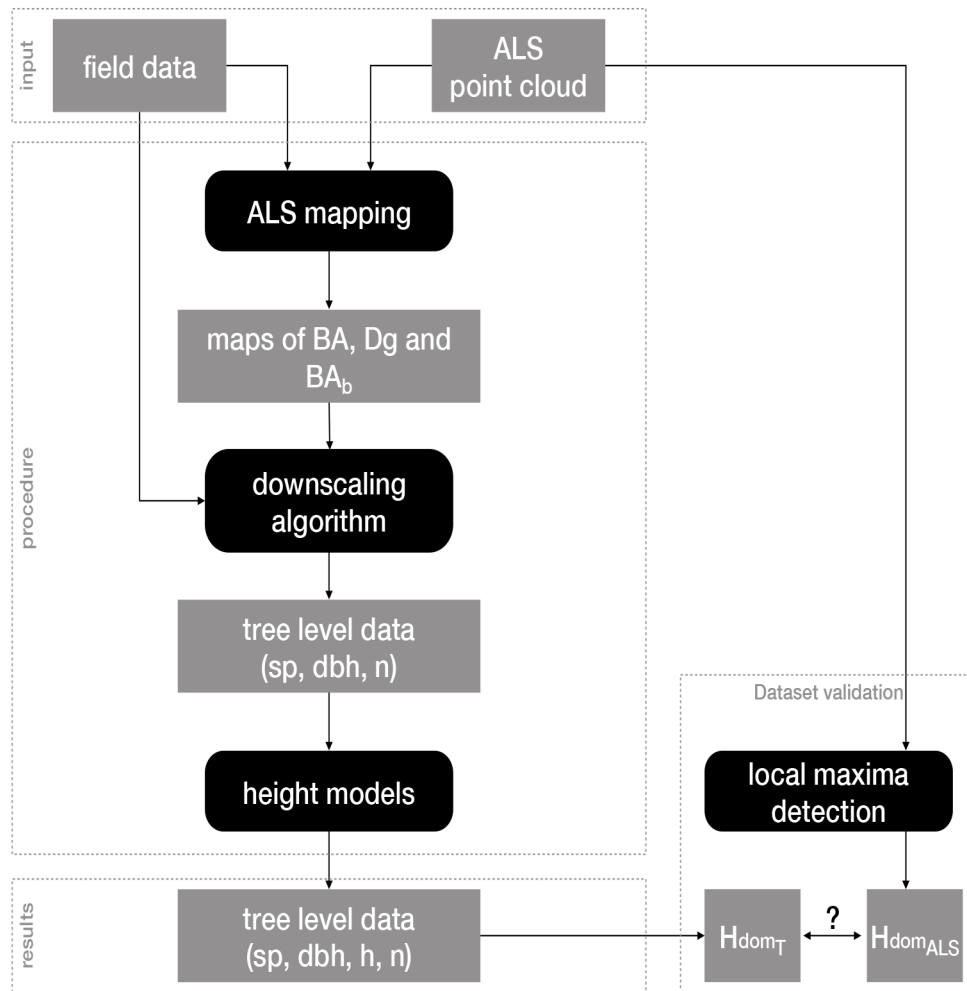 input
field data
ALS
point cloud
procedure
ALS mapping
maps of BA, Dg and
BAb
downscaling
algorithm
tree level data
(sp, dbh, n)
height models
Dataset validation
local maxima
detection
results
tree level data
(sp, dbh, h, n)
HdomT
?
HdomALS